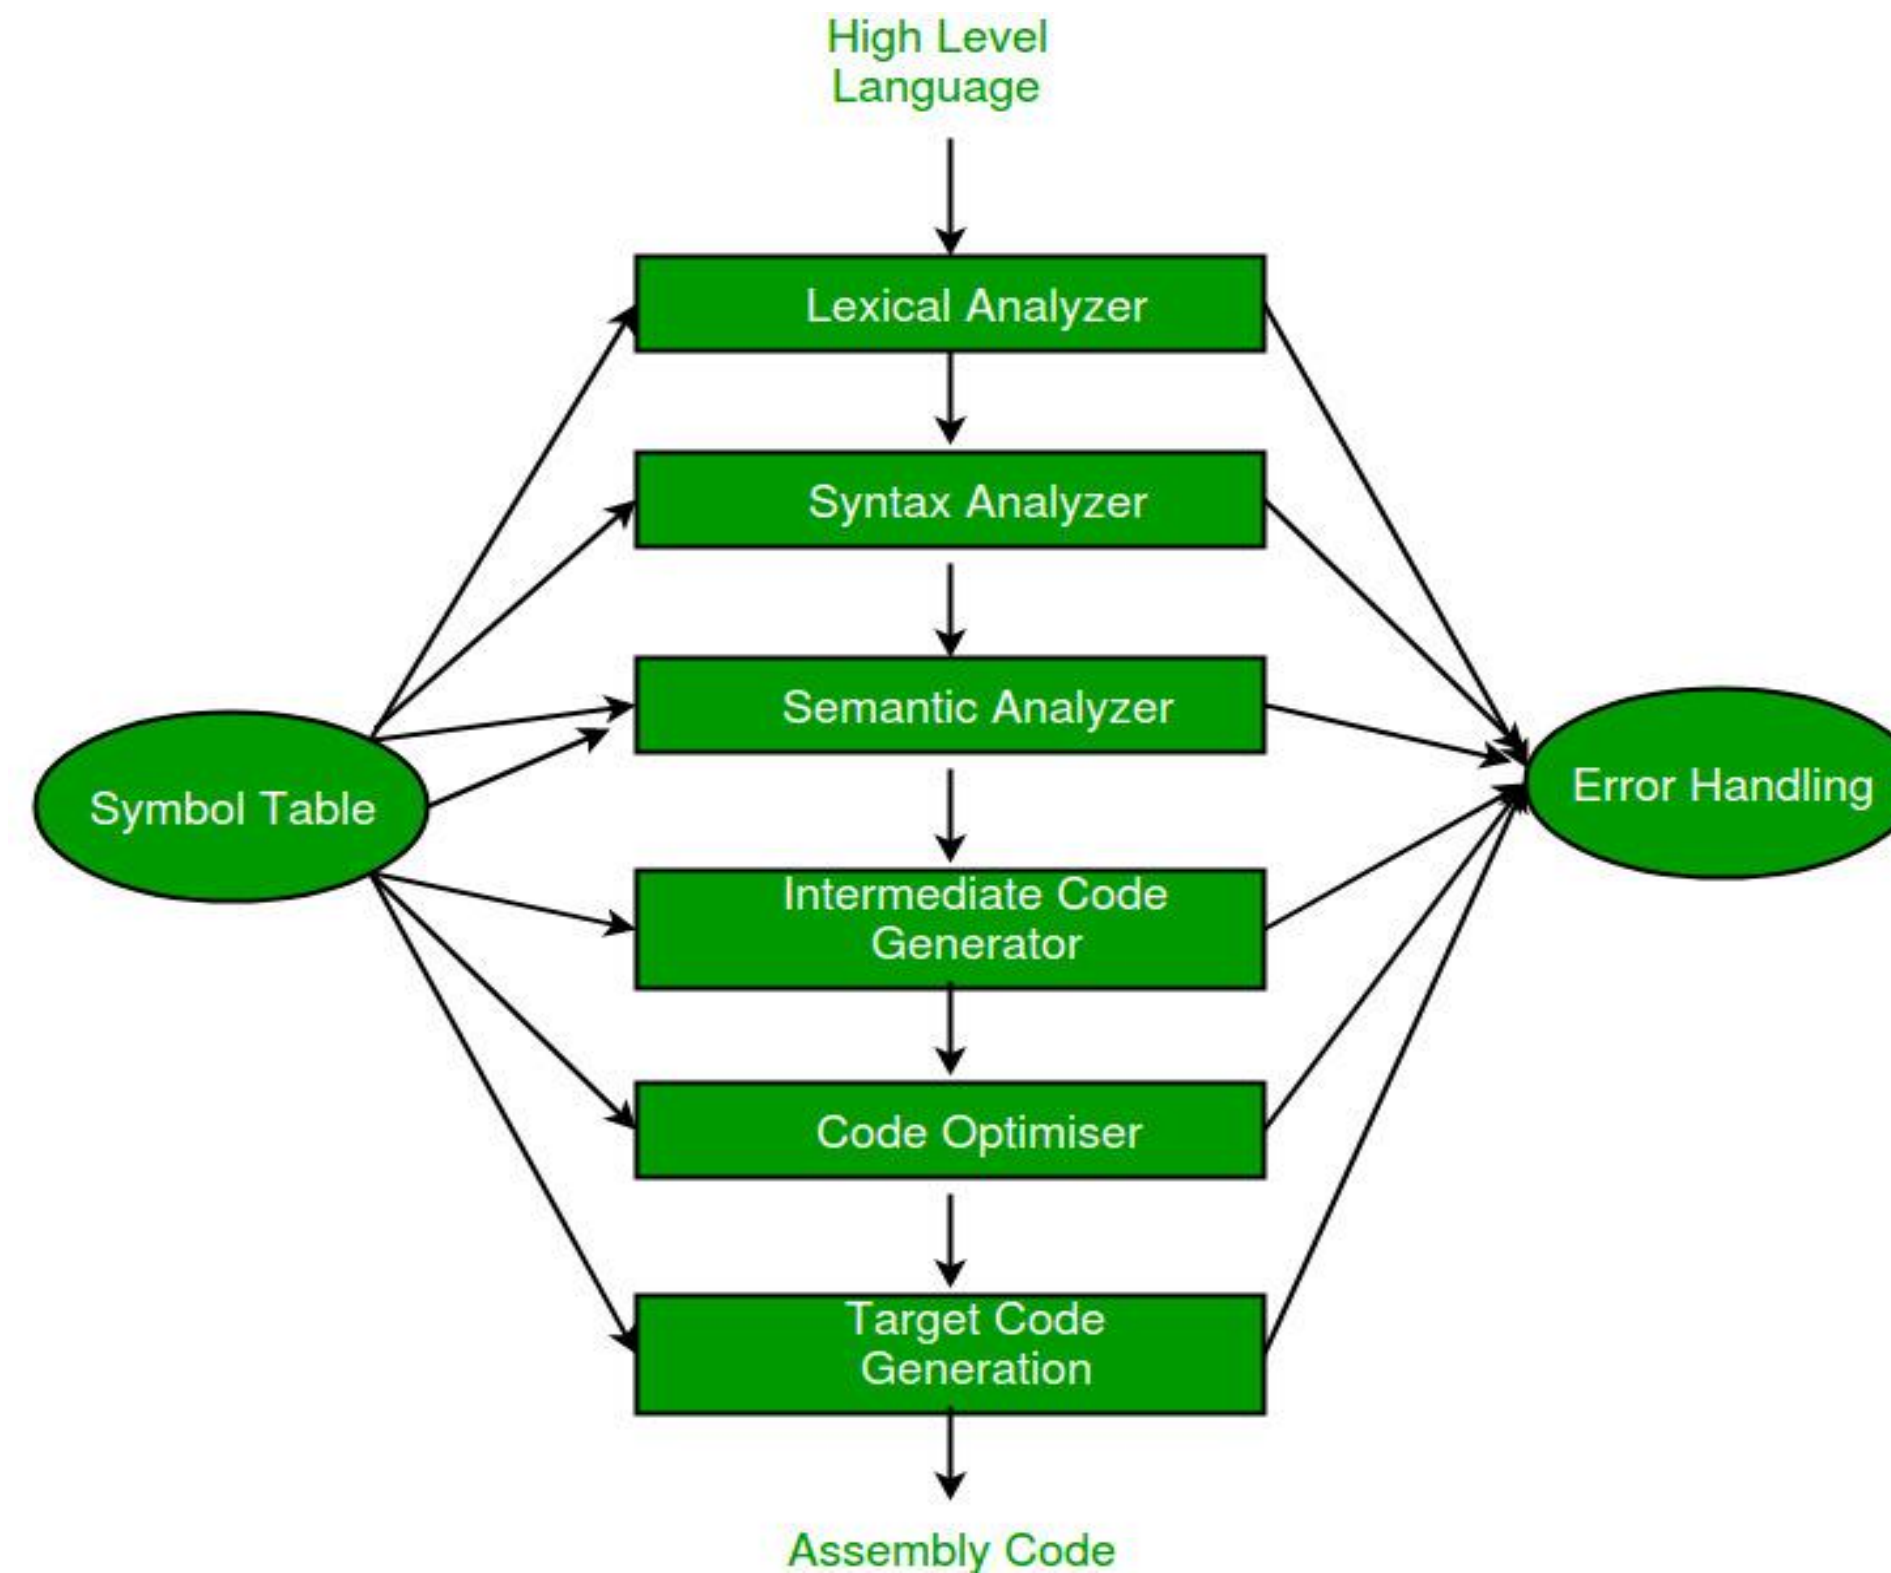 High Level
Language
Lexical Analyzer
Syntax Analyzer
Semantic Analyzer
Symbol Table
Error Handling
Intermediate Code
Generator
Code Optimiser
Target Code
Generation
Assembly Code